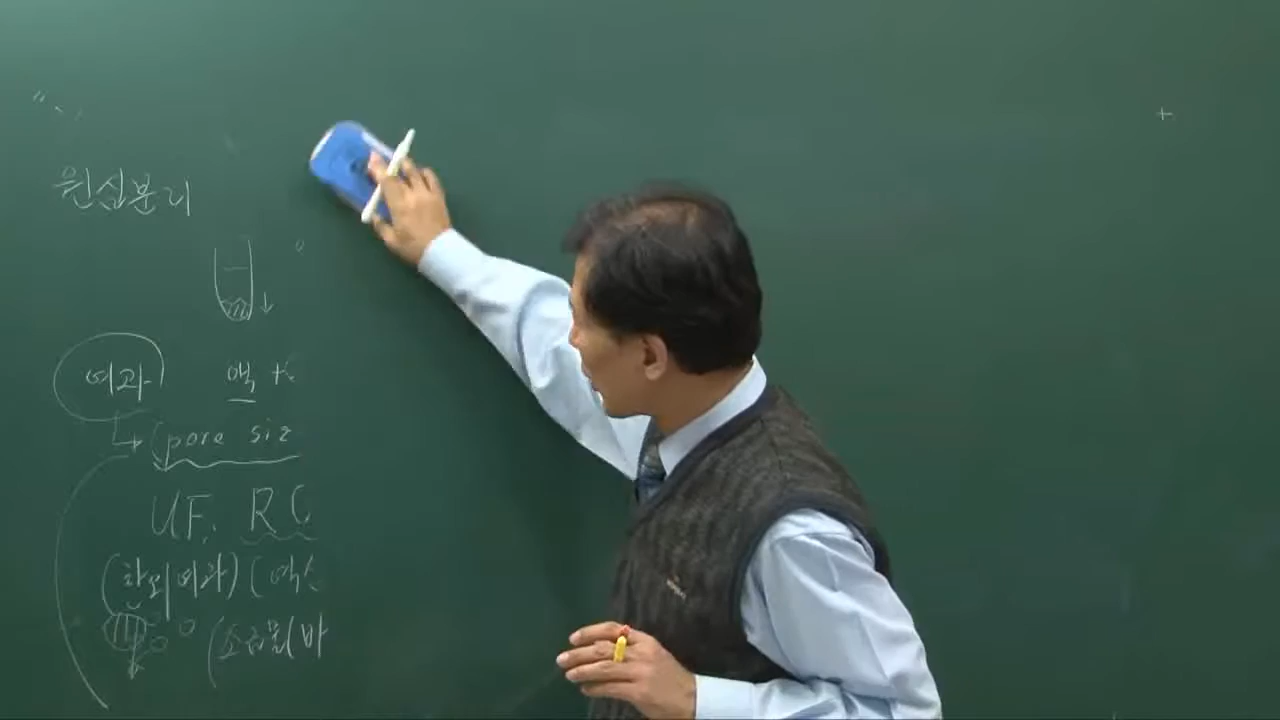 원심분리
여과 액
pore siz
UF, R
(한외여과) (역
(소금물(바